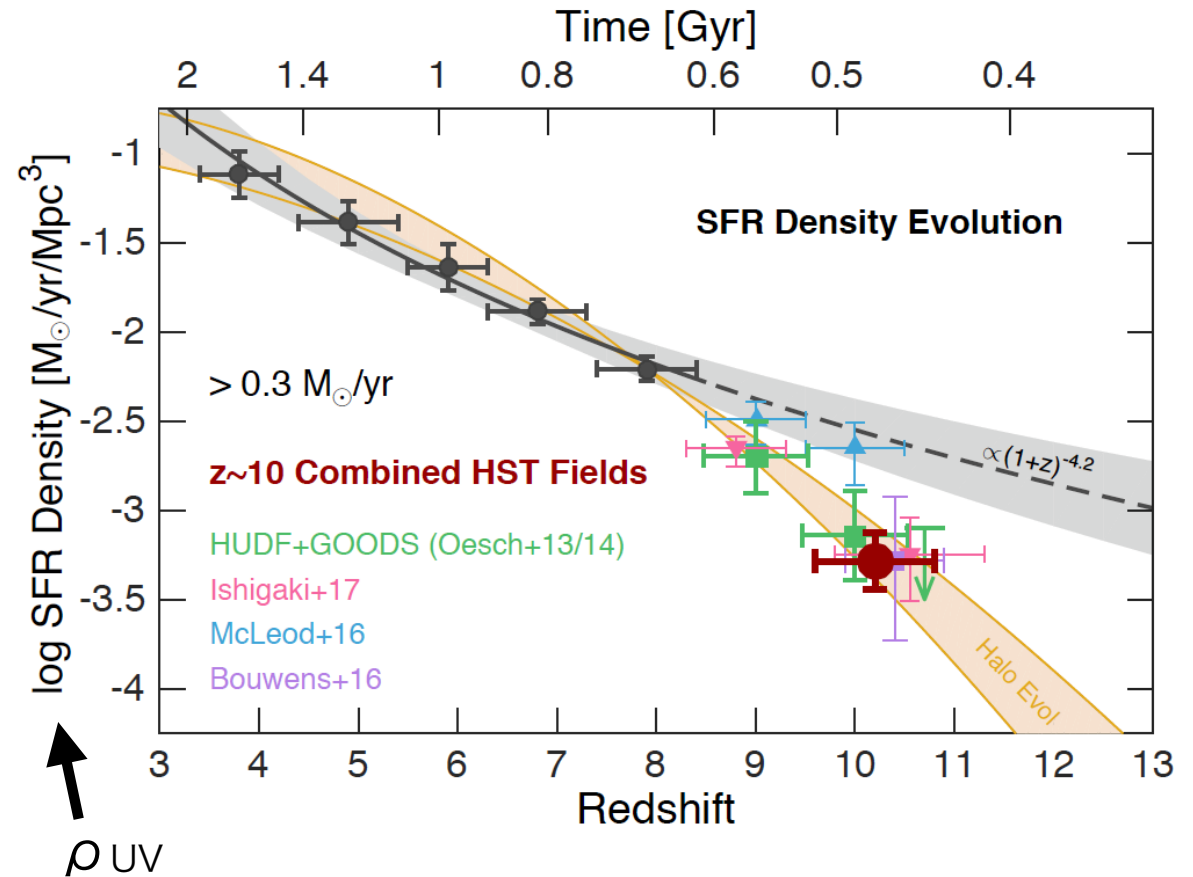 Time [Gyr]
2 1.4 1 0.8 0.6 0.5 0.4
log SFR Density [M☉/yr/Mpc³]
-1
-1.5
-2
-2.5
-3
-3.5
-4
SFR Density Evolution
> 0.3 M☉/yr
∝(1+z)^-4.2
z~10 Combined HST Fields
HUDF+GOODS (Oesch+13/14)
Ishigaki+17
McLeod+16
Bouwens+16
Halo Evol
3 4 5 6 7 8 9 10 11 12 13
Redshift
ρ UV